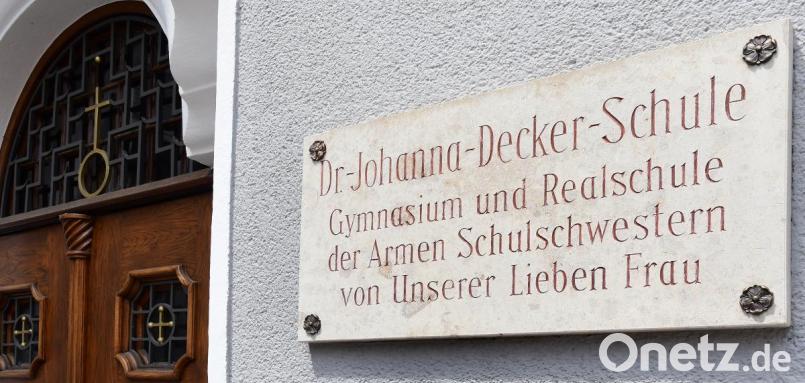 Dr.-Johanna-Decker-Schule
Gymnasium und Realschule
der Armen Schulschwestern
von Unserer Lieben Frau
Onetz.de